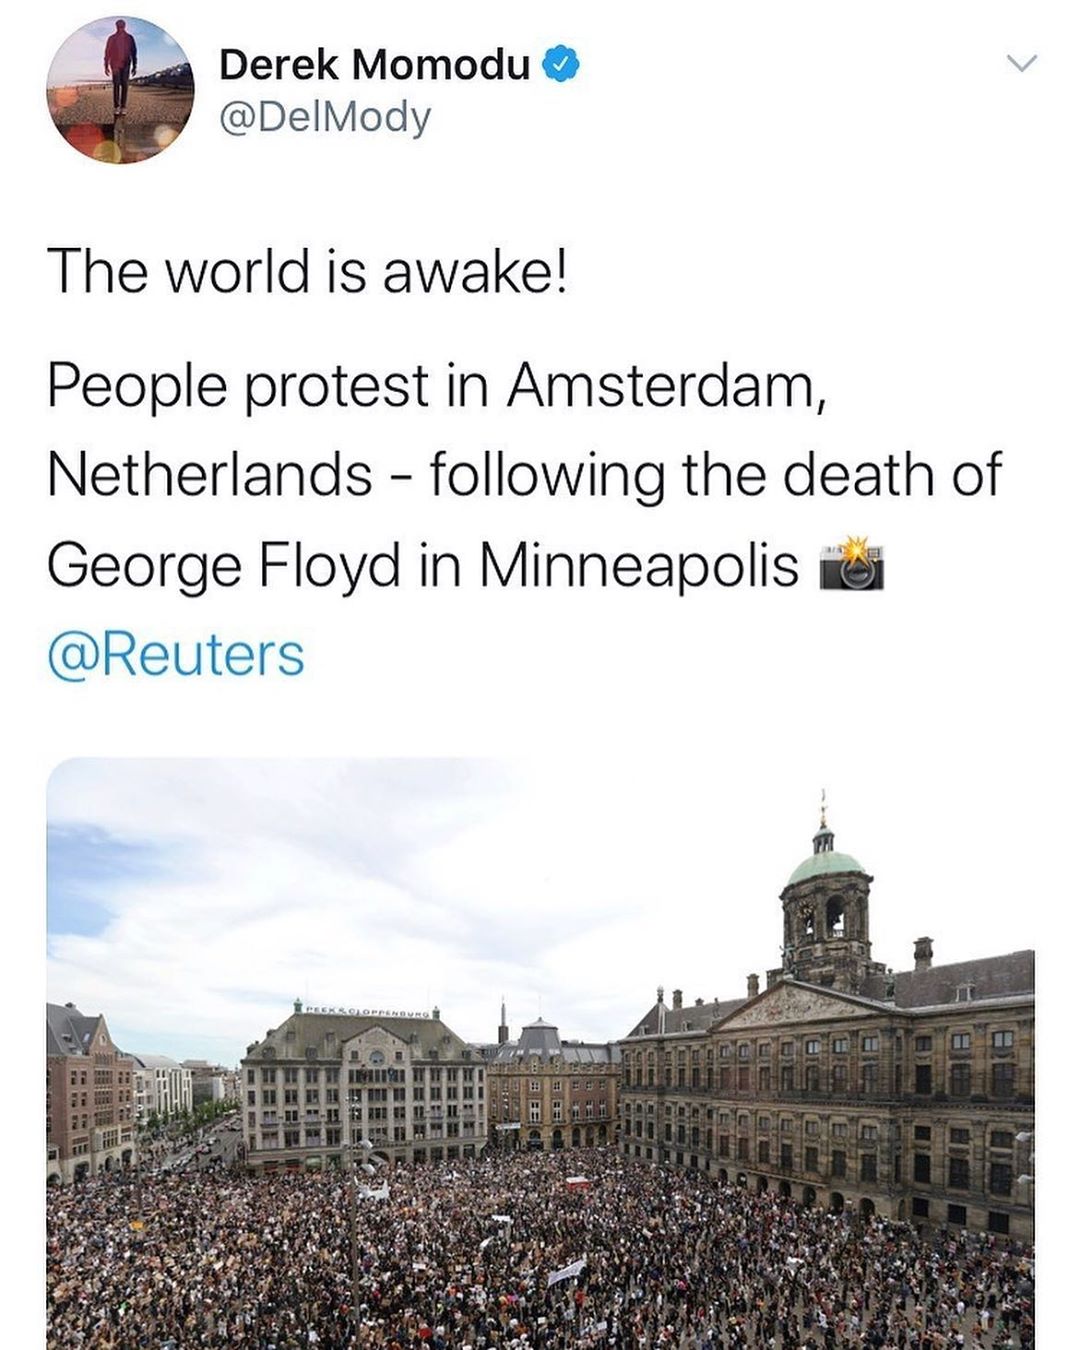 Derek Momodu
@DelMody
The world is awake!
People protest in Amsterdam,
Netherlands - following the death of
George Floyd in Minneapolis
@Reuters
PEEK & CLOPPENBURG